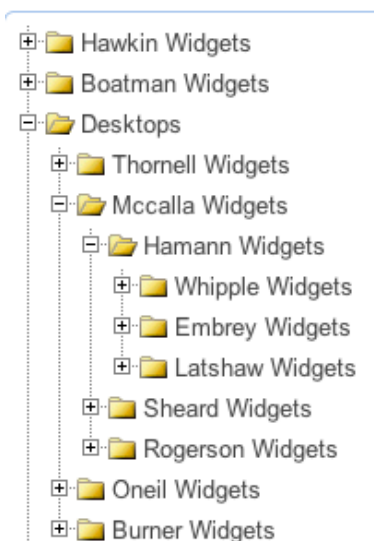 Hawkin Widgets
Boatman Widgets
Desktops
Thornell Widgets
Mccalla Widgets
Hamann Widgets
Whipple Widgets
Embrey Widgets
Latshaw Widgets
Sheard Widgets
Rogerson Widgets
Oneil Widgets
Burner Widgets